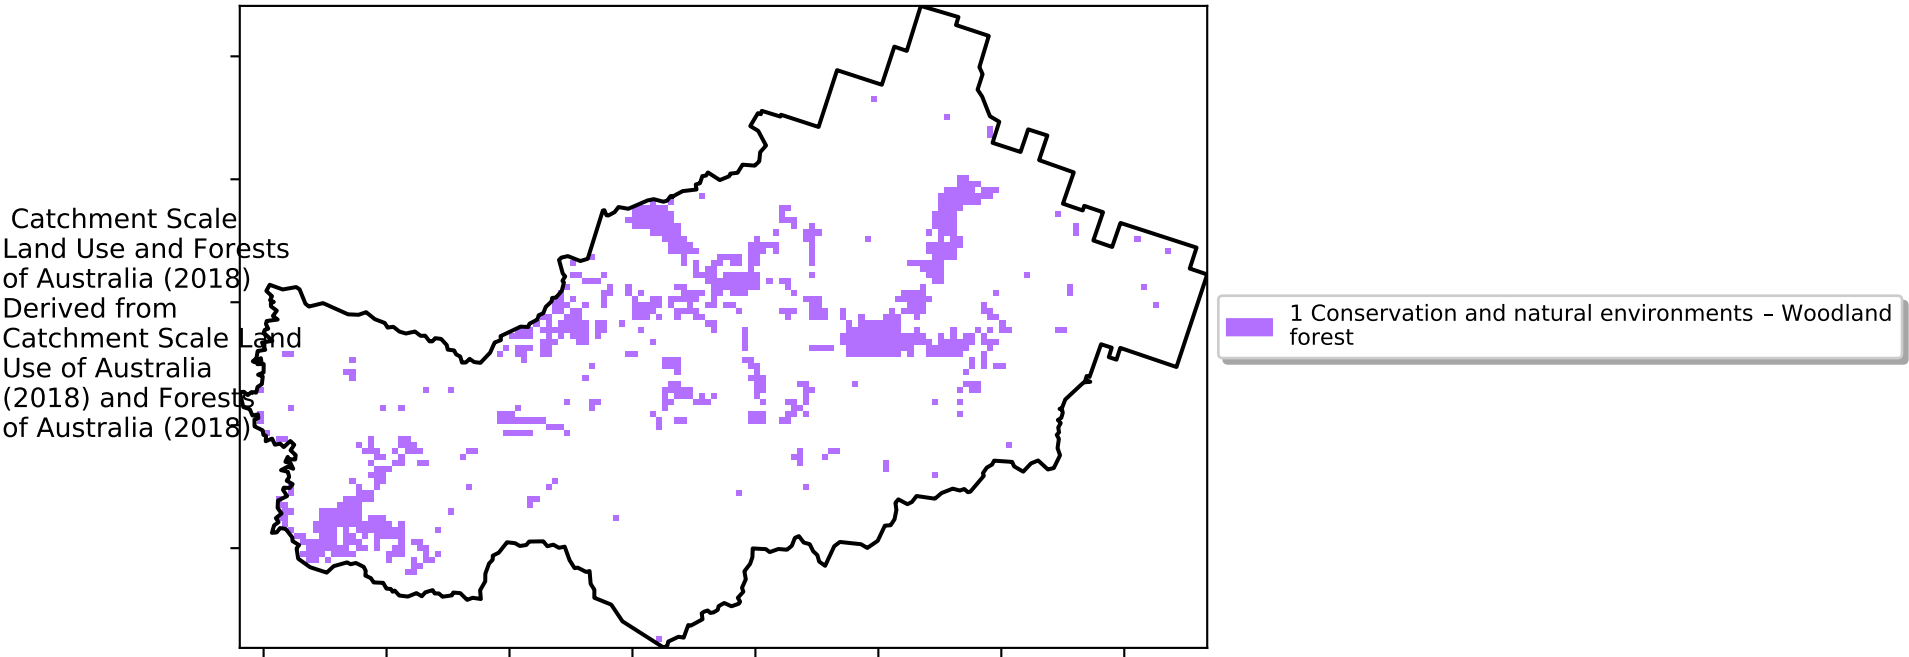 Catchment Scale
Land Use and Forests
of Australia (2018)
Derived from
Catchment Scale Land
Use of Australia
(2018) and Forests
of Australia (2018)
1 Conservation and natural environments – Woodland
forest